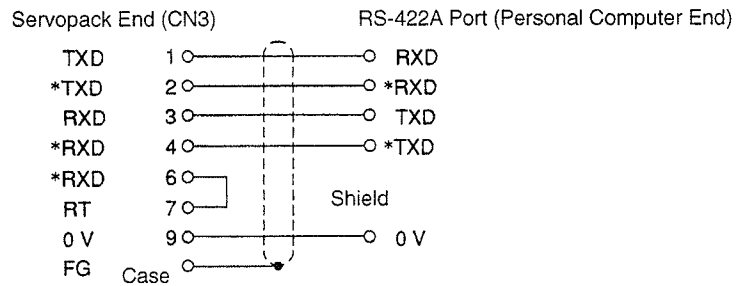 Servopack End (CN3) RS-422A Port (Personal Computer End)
TXD 1 RXD
*TXD 2 *RXD
RXD 3 TXD
*RXD 4 *TXD
*RXD 6
RT 7 Shield
0 V 9 0 V
FG Case